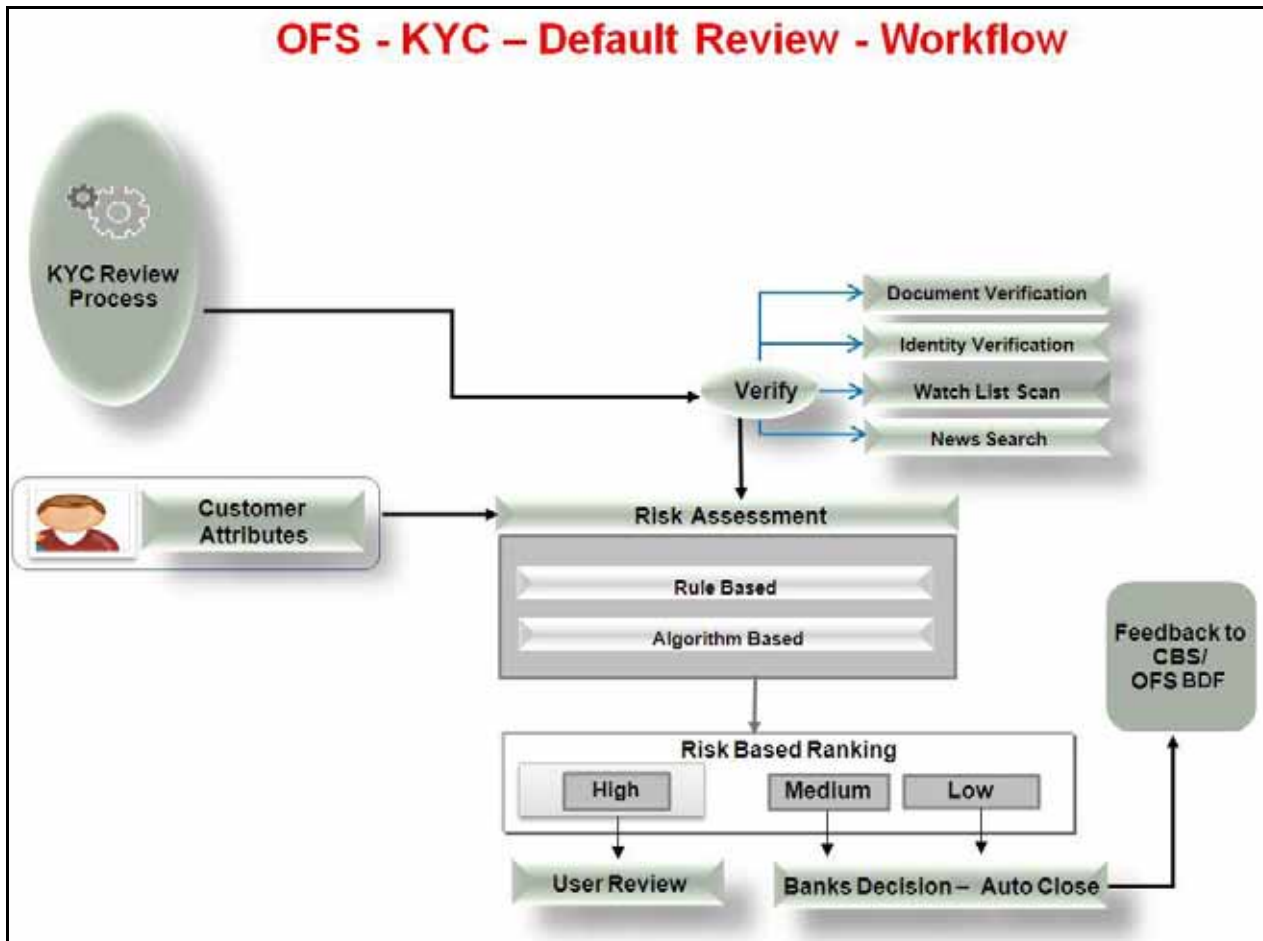 OFS - KYC – Default Review - Workflow
KYC Review
Process
Document Verification
Identity Verification
Verify
Watch List Scan
News Search
Customer
Attributes
Risk Assessment
Rule Based
Algorithm Based
Feedback to
CBS/
OFS BDF
Risk Based Ranking
High
Medium
Low
User Review
Banks Decision – Auto Close